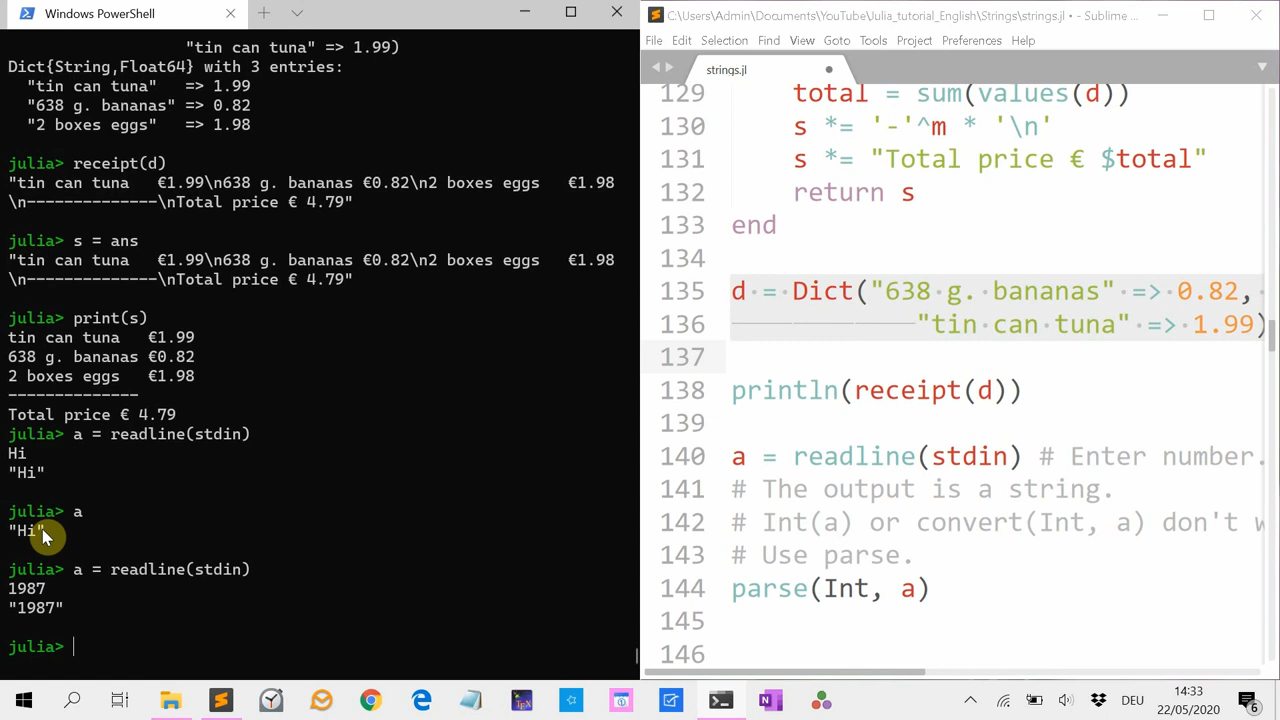 Windows PowerShell
"tin can tuna" => 1.99)
Dict{String,Float64} with 3 entries:
"tin can tuna" => 1.99
"638 g. bananas" => 0.82
"2 boxes eggs" => 1.98
julia> receipt(d)
"tin can tuna €1.99\n638 g. bananas €0.82\n2 boxes eggs €1.98
\n--------------\nTotal price € 4.79"
julia> s = ans
"tin can tuna €1.99\n638 g. bananas €0.82\n2 boxes eggs €1.98
\n--------------\nTotal price € 4.79"
julia> print(s)
tin can tuna €1.99
638 g. bananas €0.82
2 boxes eggs €1.98
--------------
Total price € 4.79
julia> a = readline(stdin)
Hi
"Hi"
julia> a
"Hi"
julia> a = readline(stdin)
1987
"1987"
julia>
C:\Users\Admin\Documents\YouTube\Julia_tutorial_English\Strings\strings.jl • - Sublime ...
File Edit Selection Find View Goto Tools Project Preferences Help
strings.jl
129 total = sum(values(d))
130 s *= '-'^m * '\n'
131 s *= "Total price € $total"
132 return s
133 end
134
135 d = Dict("638 g. bananas" => 0.82,
136 "tin can tuna" => 1.99)
137
138 println(receipt(d))
139
140 a = readline(stdin) # Enter number.
141 # The output is a string.
142 # Int(a) or convert(Int, a) don't
143 # Use parse.
144 parse(Int, a)
145
146
DEU
14:33
22/05/2020
6